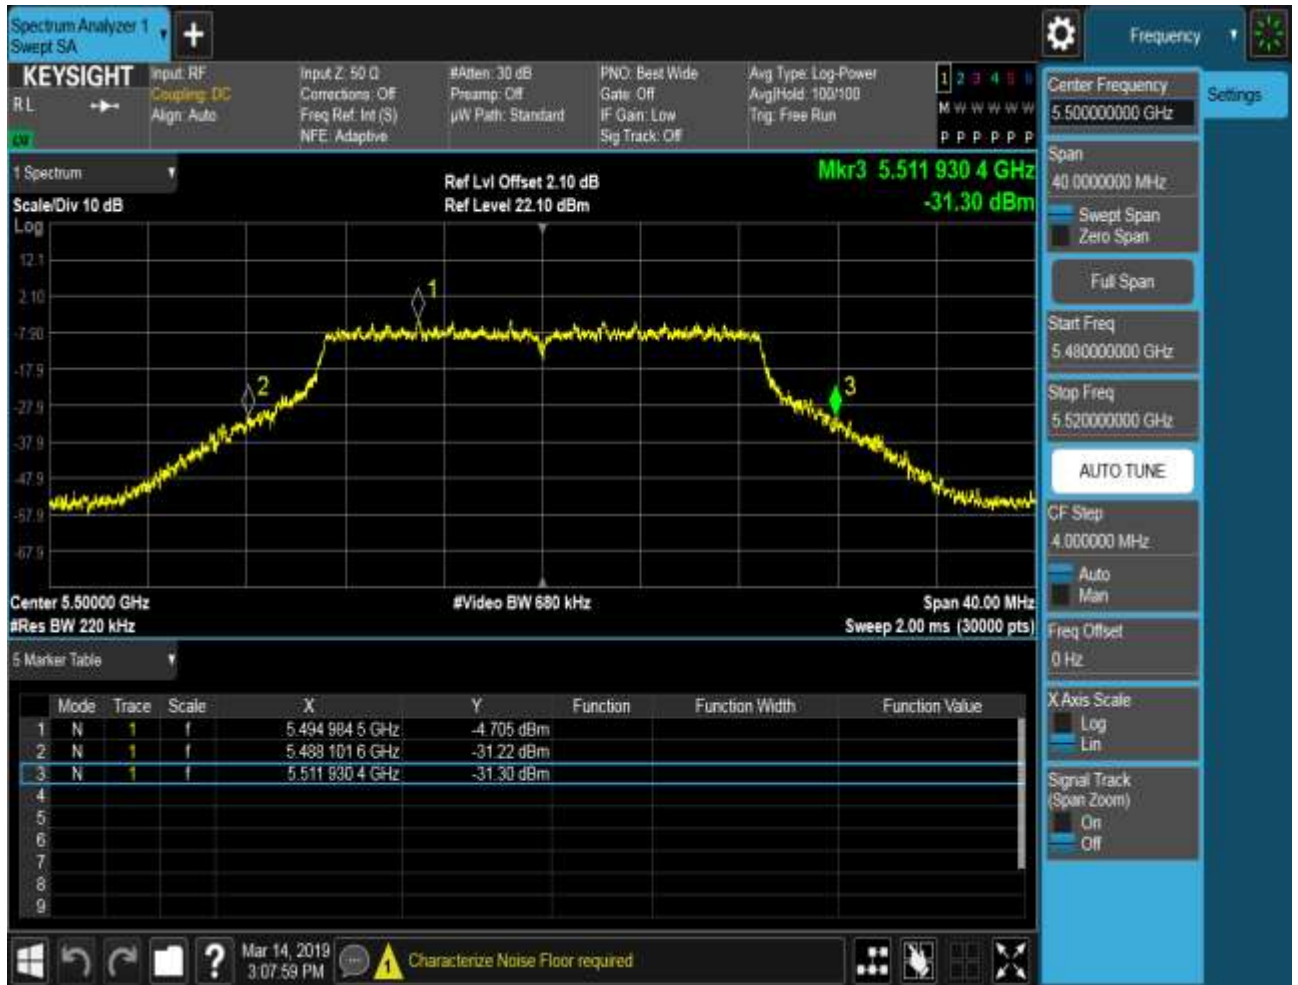 Spectrum Analyzer 1
Swept SA
+
Frequency
KEYSIGHT
RL
Input: RF
Coupling: DC
Align: Auto
Input Z: 50 Ω
Corrections: Off
Freq Ref: Int (S)
NFE: Adaptive
#Atten: 30 dB
Preamp: Off
µW Path: Standard
PNO: Best Wide
Gate: Off
IF Gain: Low
Sig Track: Off
Avg Type: Log-Power
Avg|Hold: 100/100
Trig: Free Run
1 2 3 4 5 6
M W W W W W
P P P P P P
1 Spectrum
Scale/Div 10 dB
Ref Lvl Offset 2.10 dB
Ref Level 22.10 dBm
Mkr3 5.511 930 4 GHz
-31.30 dBm
Log
12.1
2.10
-7.90
-17.9
-27.9
-37.9
-47.9
-57.9
-67.9
1
2
3
Center 5.50000 GHz
#Res BW 220 kHz
#Video BW 680 kHz
Span 40.00 MHz
Sweep 2.00 ms (30000 pts)
5 Marker Table
Mode Trace Scale X Y Function Function Width Function Value
1 N 1 f 5.494 984 5 GHz -4.705 dBm
2 N 1 f 5.488 101 6 GHz -31.22 dBm
3 N 1 f 5.511 930 4 GHz -31.30 dBm
4
5
6
7
8
9
Mar 14, 2019
3:07:59 PM
?
1
Characterize Noise Floor required
Center Frequency
5.500000000 GHz
Settings
Span
40.0000000 MHz
Swept Span
Zero Span
Full Span
Start Freq
5.480000000 GHz
Stop Freq
5.520000000 GHz
AUTO TUNE
CF Step
4.000000 MHz
Auto
Man
Freq Offset
0 Hz
X Axis Scale
Log
Lin
Signal Track
(Span Zoom)
On
Off